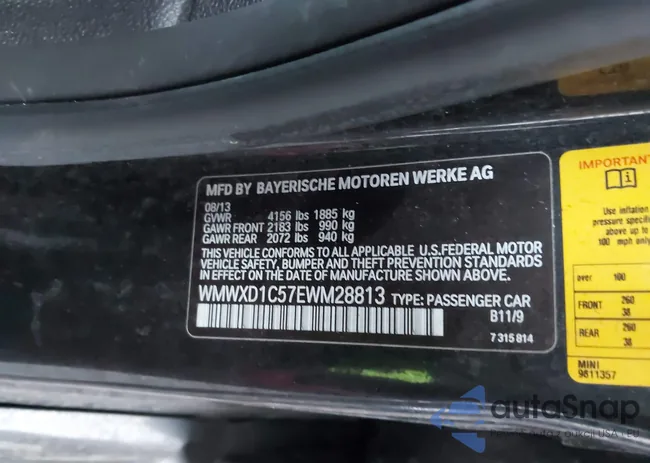 MFD BY BAYERISCHE MOTOREN WERKE AG
08/13
GVWR 4156 lbs 1885 kg
GAWR FRONT 2183 lbs 990 kg
GAWR REAR 2072 lbs 940 kg
THIS VEHICLE CONFORMS TO ALL APPLICABLE U.S.FEDERAL MOTOR
VEHICLE SAFETY, BUMPER AND THEFT PREVENTION STANDARDS
IN EFFECT ON THE DATE OF MANUFACTURE SHOWN ABOVE.
WMWXD1C57EWM28813 TYPE: PASSENGER CAR
B11/9
7 315 814
IMPORTANT
Use inflation
pressure specif
above up to
100 mph only
over 100
FRONT 260
38
REAR 260
38
MINI
9811357
autoSnap